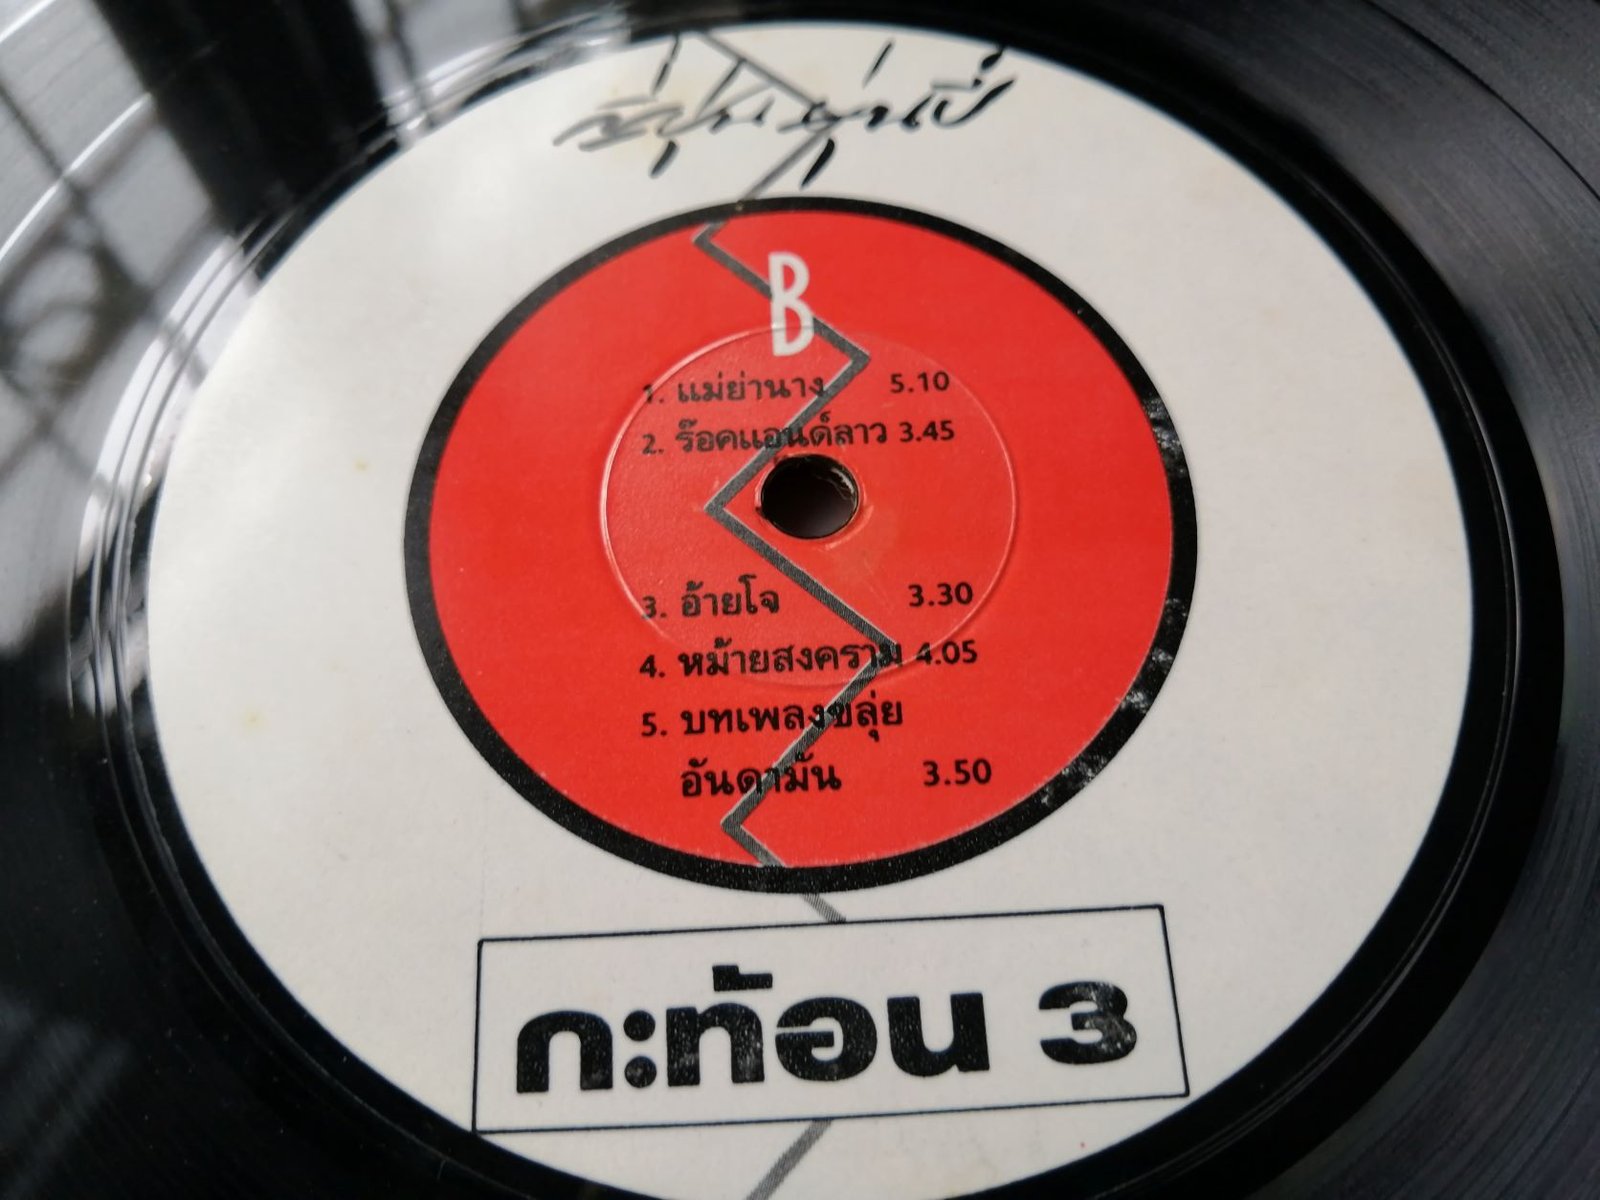 B
1. แม่ย่านาง 5.10
2. ร๊อคแอนด์ลาว 3.45
3. อ้ายโจ 3.30
4. หม้ายสงคราม 4.05
5. บทเพลงขลุ่ย
อันดามัน 3.50
กะท้อน 3